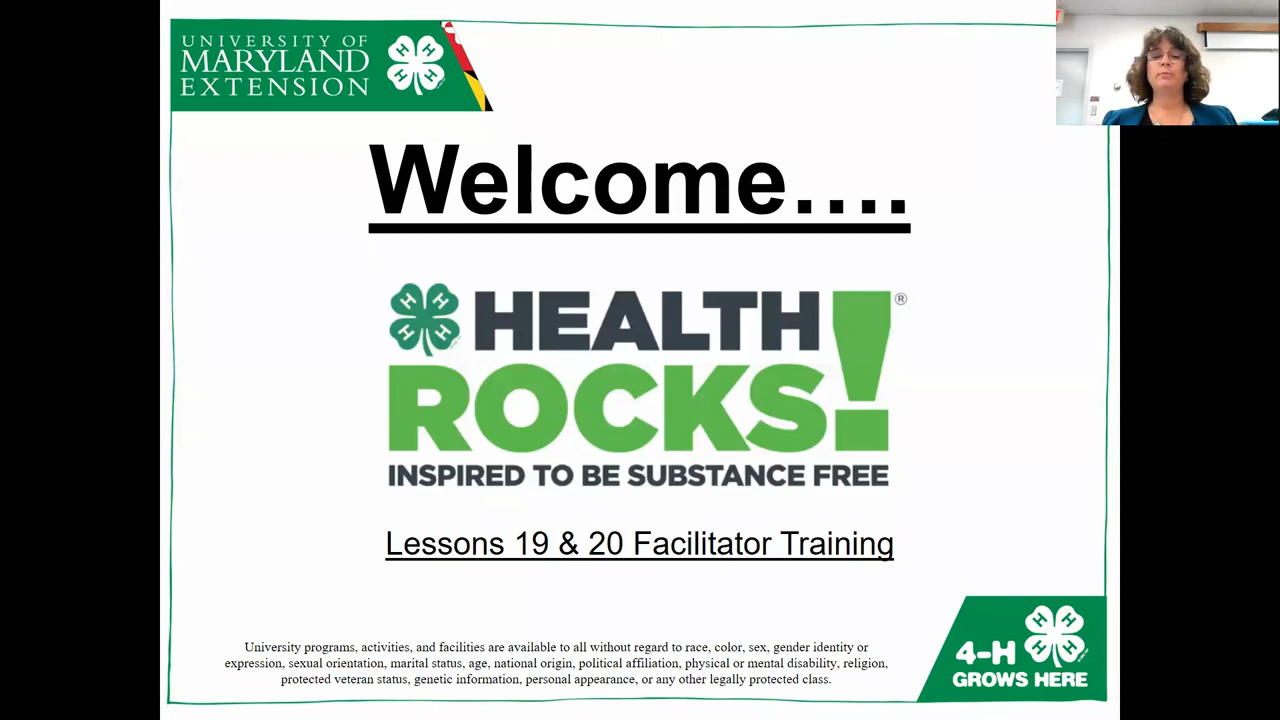 UNIVERSITY OF
MARYLAND
EXTENSION
H H
H H
Welcome….
H H
H H
HEALTH
ROCKS!®
INSPIRED TO BE SUBSTANCE FREE
Lessons 19 & 20 Facilitator Training
University programs, activities, and facilities are available to all without regard to race, color, sex, gender identity or
expression, sexual orientation, marital status, age, national origin, political affiliation, physical or mental disability, religion,
protected veteran status, genetic information, personal appearance, or any other legally protected class.
H H
H H
4-H
GROWS HERE